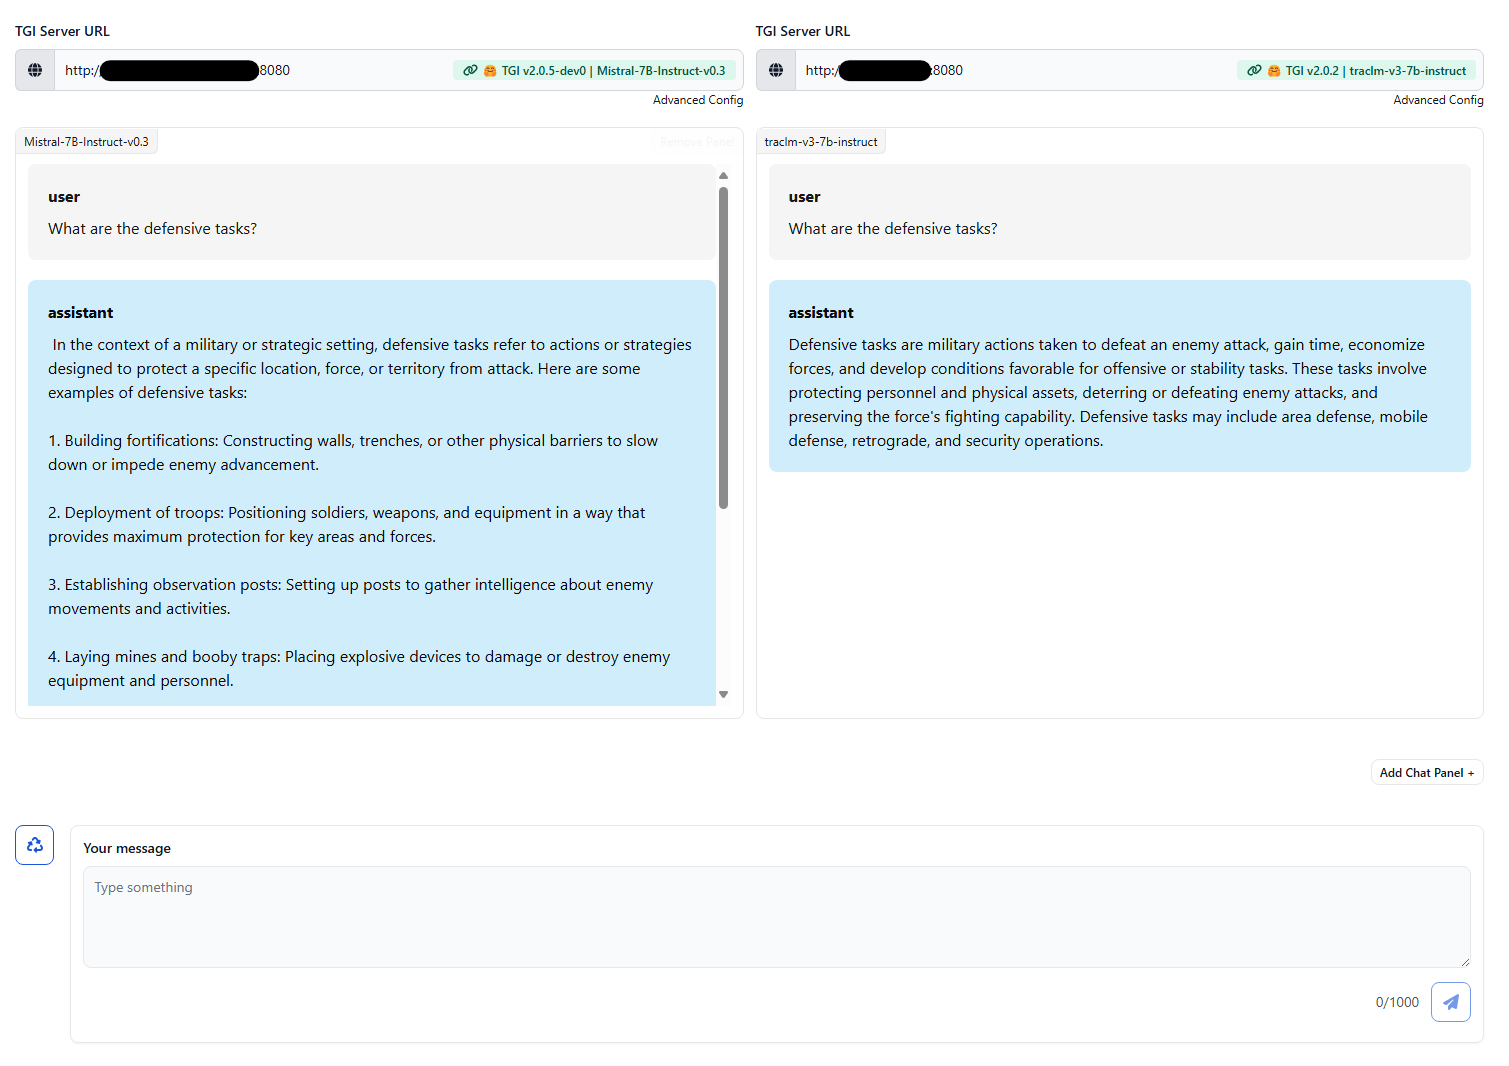 TGI Server URL
http:/ 8080
TGI v2.0.5-dev0 | Mistral-7B-Instruct-v0.3
Advanced Config
Mistral-7B-Instruct-v0.3
Remove Panel
user
What are the defensive tasks?
assistant
In the context of a military or strategic setting, defensive tasks refer to actions or strategies
designed to protect a specific location, force, or territory from attack. Here are some
examples of defensive tasks:
1. Building fortifications: Constructing walls, trenches, or other physical barriers to slow
down or impede enemy advancement.
2. Deployment of troops: Positioning soldiers, weapons, and equipment in a way that
provides maximum protection for key areas and forces.
3. Establishing observation posts: Setting up posts to gather intelligence about enemy
movements and activities.
4. Laying mines and booby traps: Placing explosive devices to damage or destroy enemy
equipment and personnel.
TGI Server URL
http:/ :8080
TGI v2.0.2 | traclm-v3-7b-instruct
Advanced Config
traclm-v3-7b-instruct
user
What are the defensive tasks?
assistant
Defensive tasks are military actions taken to defeat an enemy attack, gain time, economize
forces, and develop conditions favorable for offensive or stability tasks. These tasks involve
protecting personnel and physical assets, deterring or defeating enemy attacks, and
preserving the force's fighting capability. Defensive tasks may include area defense, mobile
defense, retrograde, and security operations.
Add Chat Panel +
Your message
Type something
0/1000